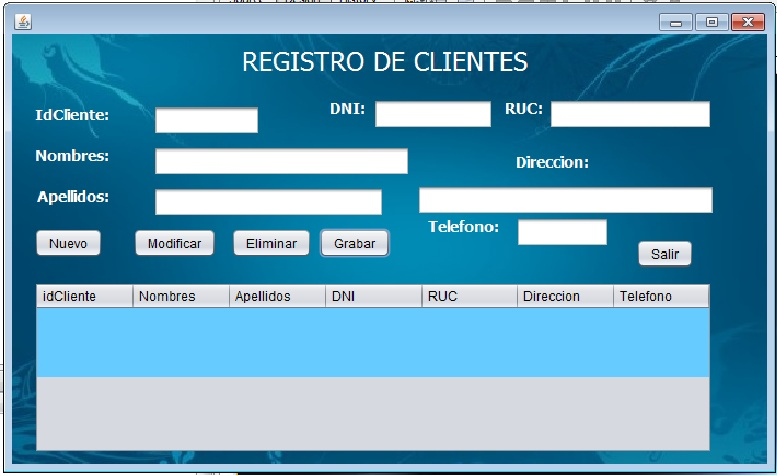 REGISTRO DE CLIENTES
IdCliente:
DNI:
RUC:
Nombres:
Direccion:
Apellidos:
Telefono:
Nuevo
Modificar
Eliminar
Grabar
Salir
idCliente Nombres Apellidos DNI RUC Direccion Telefono